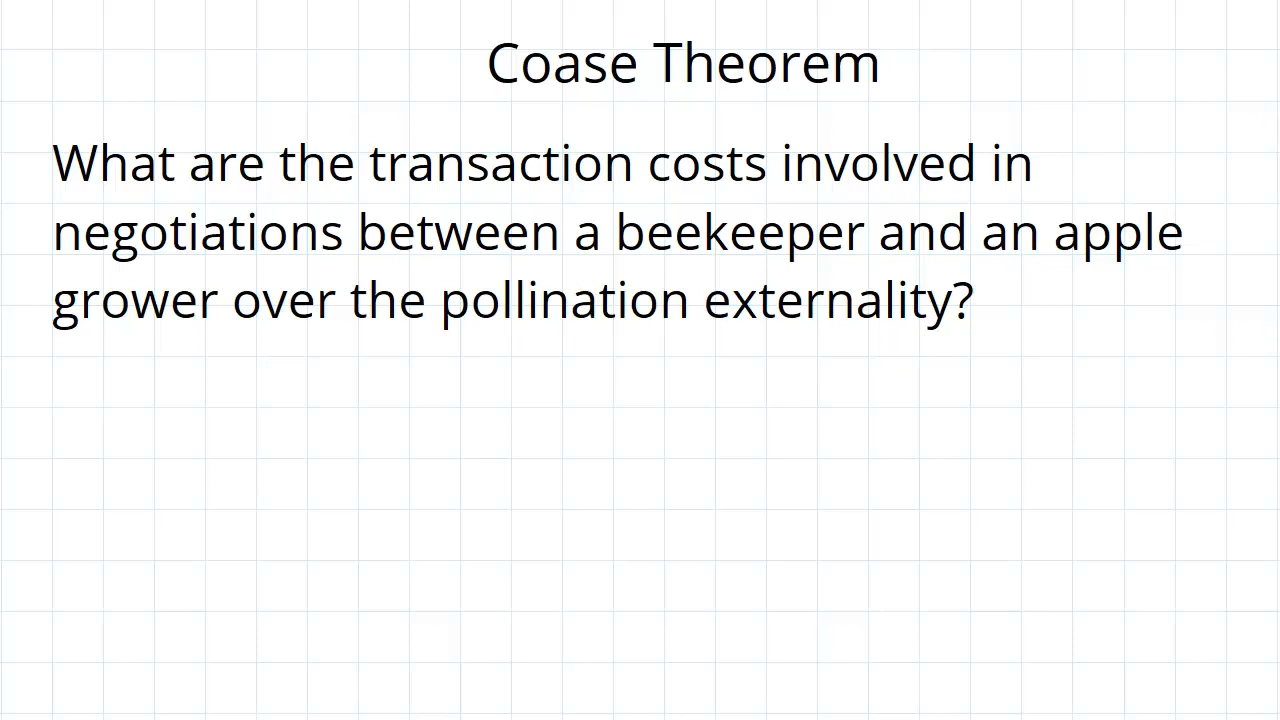 Coase Theorem
What are the transaction costs involved in
negotiations between a beekeeper and an apple
grower over the pollination externality?